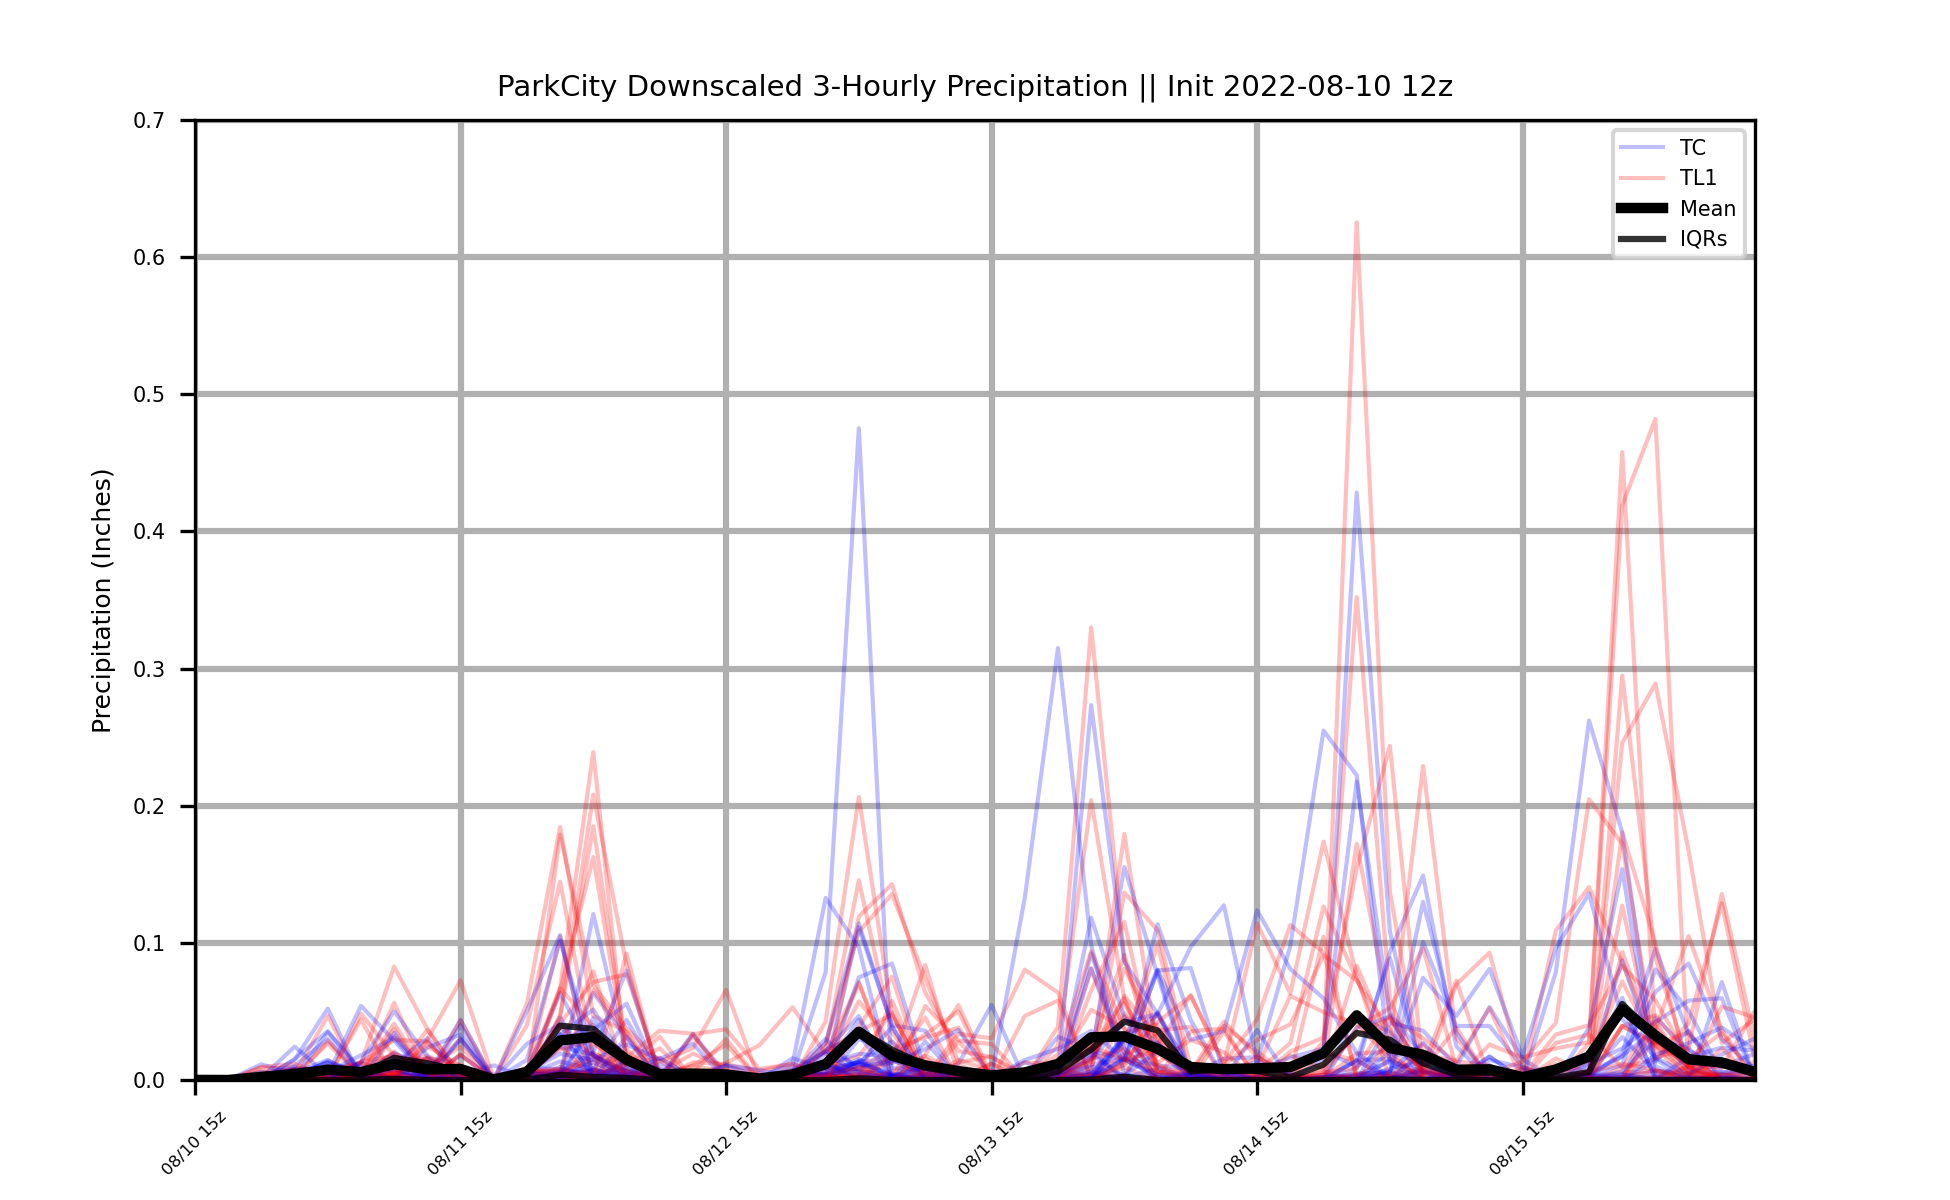 ParkCity Downscaled 3-Hourly Precipitation || Init 2022-08-10 12z
TC
TL1
Mean
IQRs
Precipitation (Inches)
0.7
0.6
0.5
0.4
0.3
0.2
0.1
0.0
08/10 15z
08/11 15z
08/12 15z
08/13 15z
08/14 15z
08/15 15z